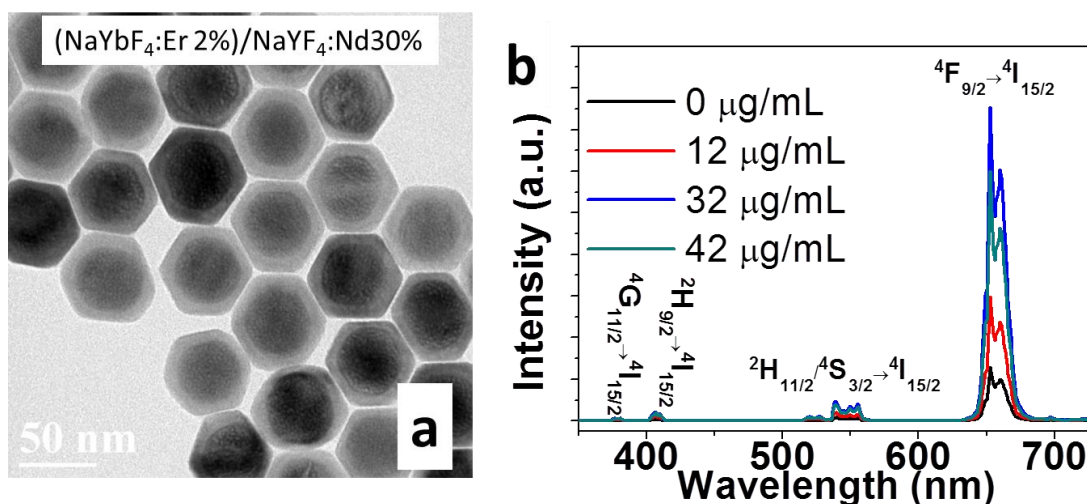 (NaYbF₄:Er 2%)/NaYF₄:Nd30%
50 nm
a
b
Intensity (a.u.)
0 μg/mL
12 μg/mL
32 μg/mL
42 μg/mL
⁴G₁₁/₂→⁴I₁₅/₂
²H₉/₂→⁴I₁₅/₂
²H₁₁/₂/⁴S₃/₂→⁴I₁₅/₂
⁴F₉/₂→⁴I₁₅/₂
400 500 600 700
Wavelength (nm)